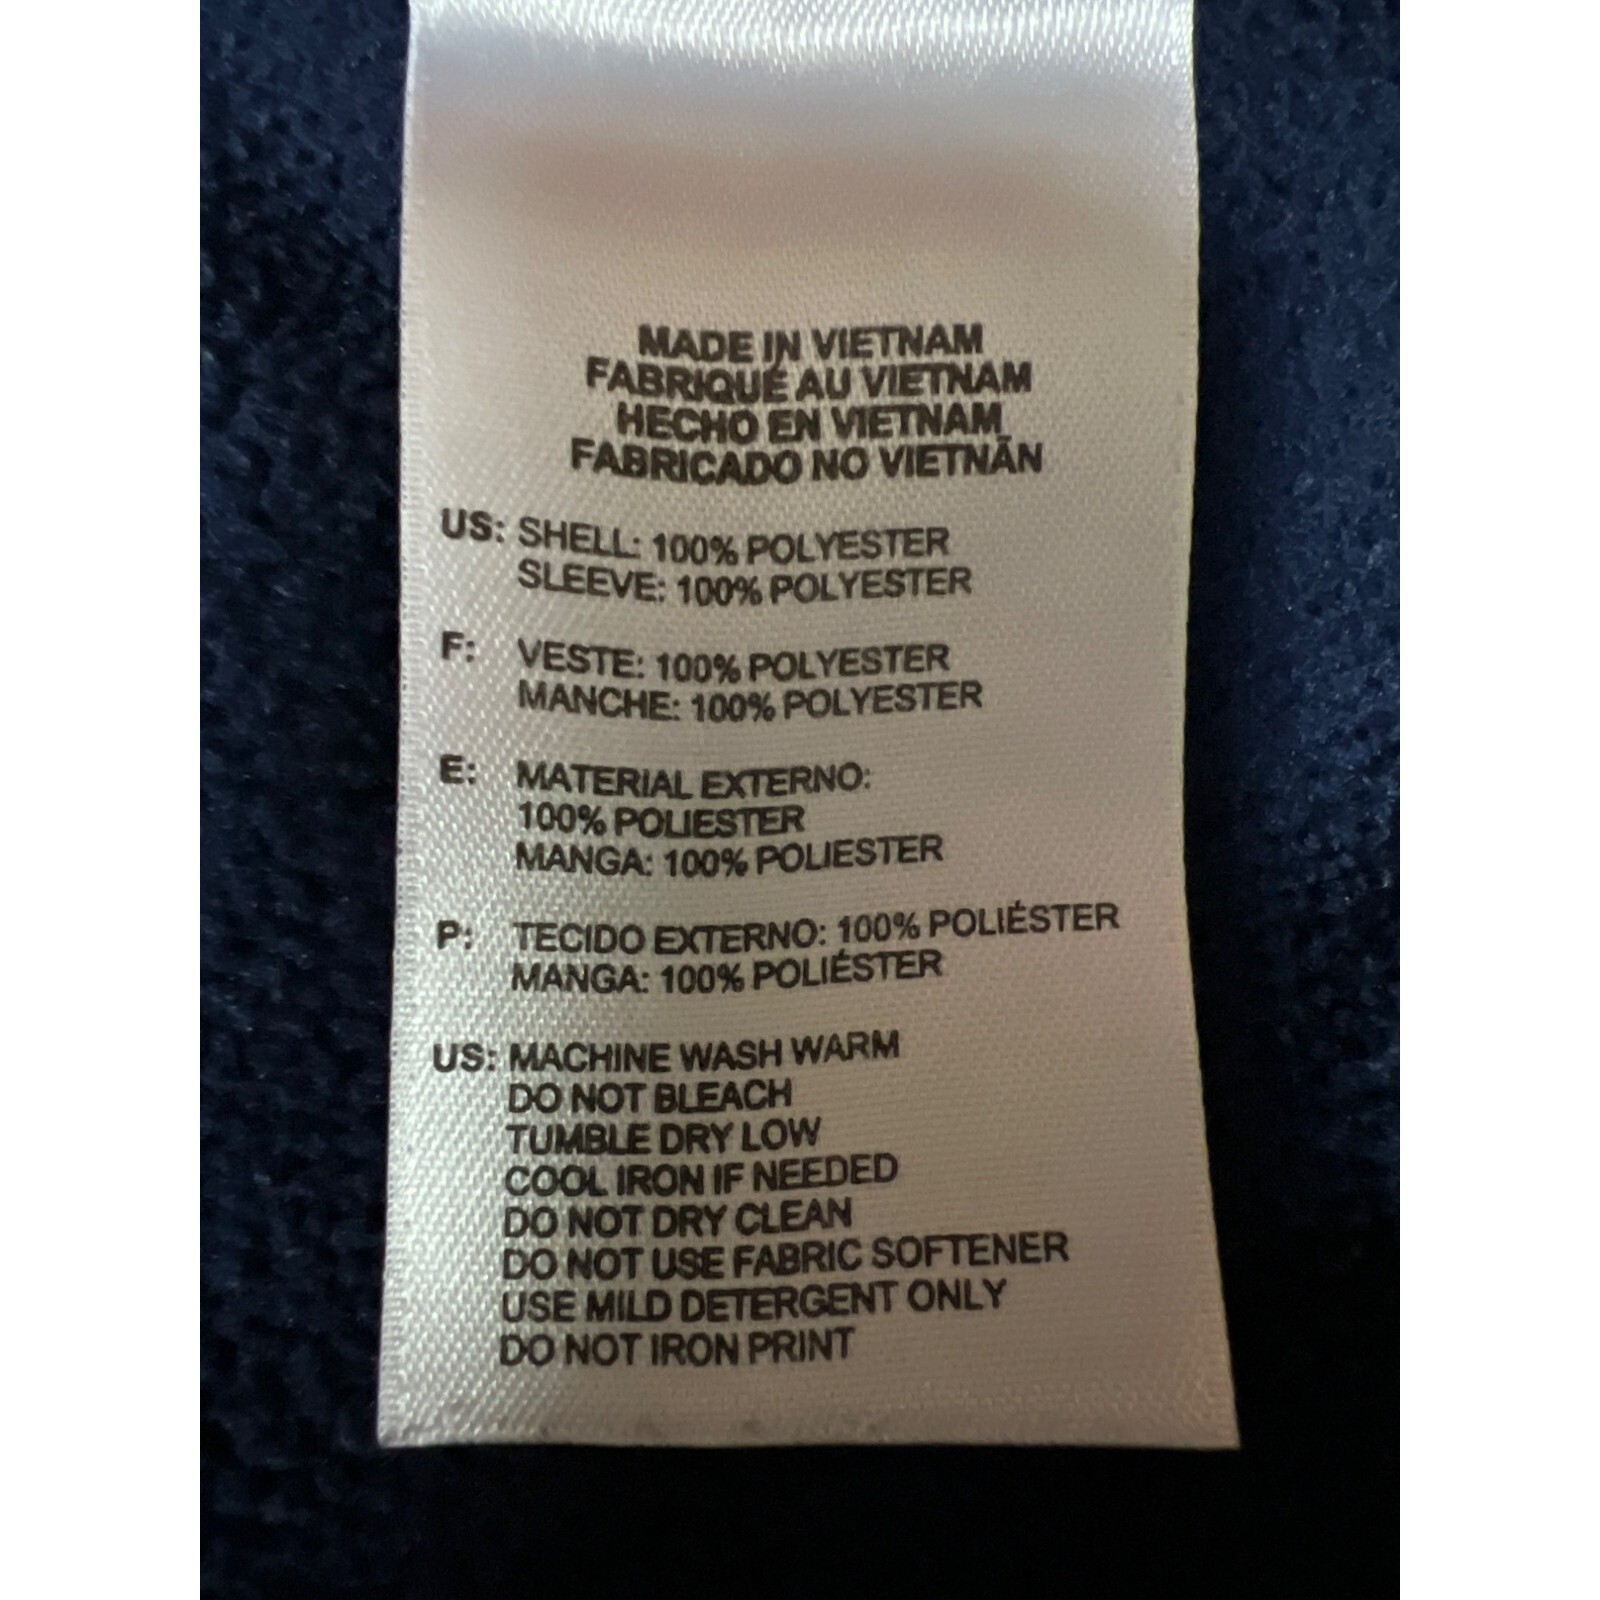 MADE IN VIETNAM
FABRIQUÉ AU VIETNAM
HECHO EN VIETNAM
FABRICADO NO VIETNÃN
US: SHELL: 100% POLYESTER
SLEEVE: 100% POLYESTER
F: VESTE: 100% POLYESTER
MANCHE: 100% POLYESTER
E: MATERIAL EXTERNO:
100% POLIESTER
MANGA: 100% POLIESTER
P: TECIDO EXTERNO: 100% POLIÉSTER
MANGA: 100% POLIÉSTER
US: MACHINE WASH WARM
DO NOT BLEACH
TUMBLE DRY LOW
COOL IRON IF NEEDED
DO NOT DRY CLEAN
DO NOT USE FABRIC SOFTENER
USE MILD DETERGENT ONLY
DO NOT IRON PRINT